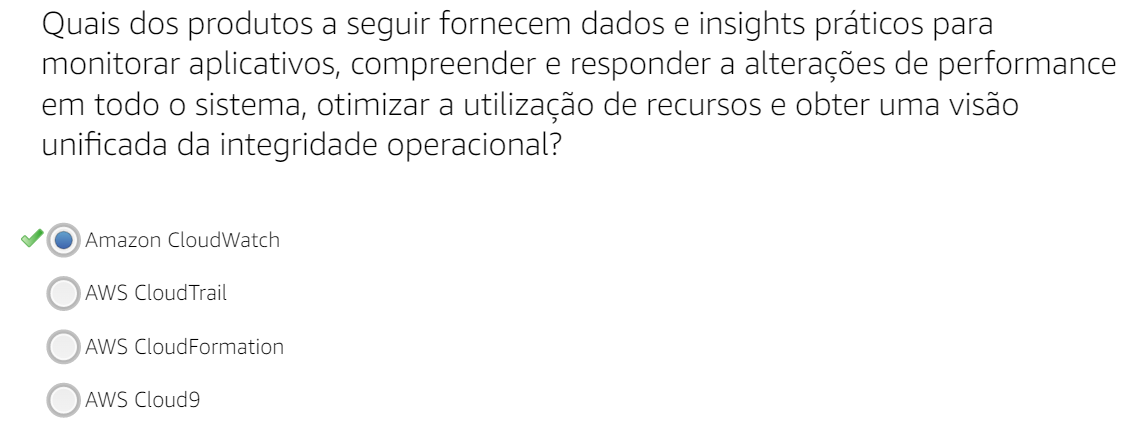 Quais dos produtos a seguir fornecem dados e insights práticos para
monitorar aplicativos, compreender e responder a alterações de performance
em todo o sistema, otimizar a utilização de recursos e obter uma visão
unificada da integridade operacional?
Amazon CloudWatch
AWS CloudTrail
AWS CloudFormation
AWS Cloud9